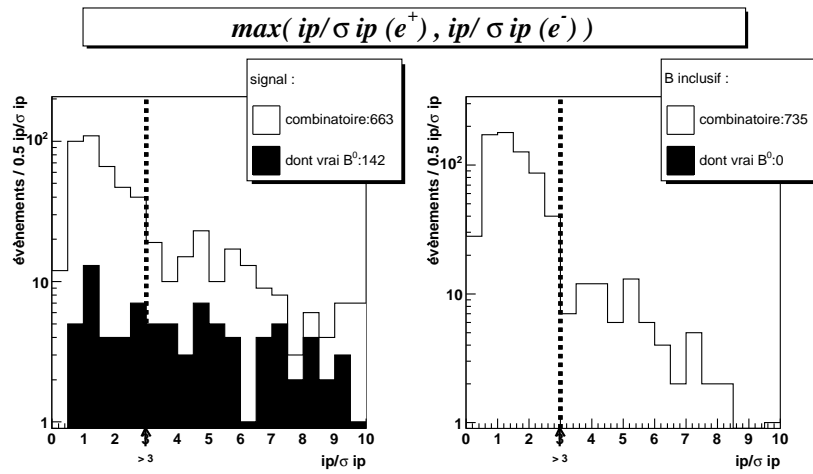 max( ip/σ ip (e⁺) , ip/σ ip (e⁻) )
signal :
combinatoire:663
dont vrai B⁰:142
évènements / 0.5 ip/σ ip
10²
10
1
0 1 2 3 4 5 6 7 8 9 10
> 3
ip/σ ip
B inclusif :
combinatoire:735
dont vrai B⁰:0
évènements / 0.5 ip/σ ip
10²
10
1
0 1 2 3 4 5 6 7 8 9 10
> 3
ip/σ ip